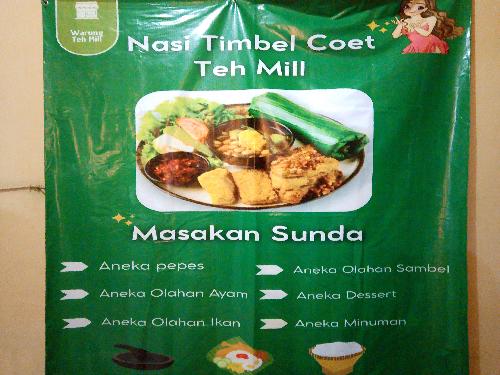 Warung
Teh Mill
Nasi Timbel Coet
Teh Mill
Masakan Sunda
Aneka pepes
Aneka Olahan Ayam
Aneka Olahan Ikan
Aneka Olahan Sambel
Aneka Dessert
Aneka Minuman